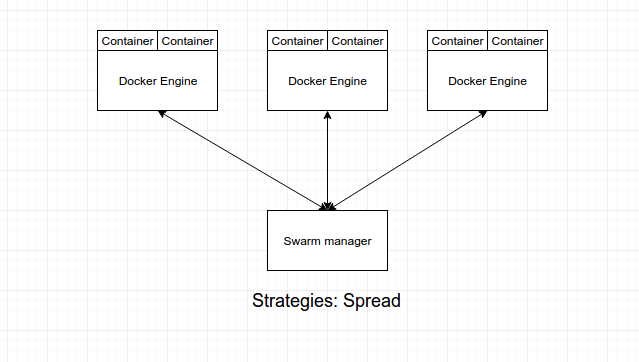 Container Container Container Container Container Container
Docker Engine Docker Engine Docker Engine
Swarm manager
Strategies: Spread